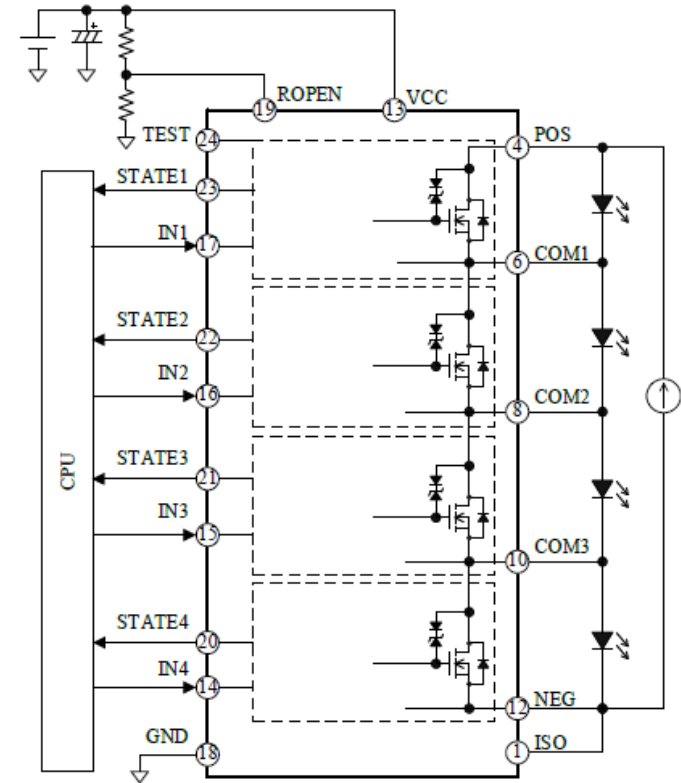 19 ROPEN
13 VCC
TEST 24
4 POS
STATE1 23
IN1 17
6 COM1
STATE2 22
IN2 16
8 COM2
CPU
STATE3 21
IN3 15
10 COM3
STATE4 20
IN4 14
12 NEG
GND 18
1 ISO